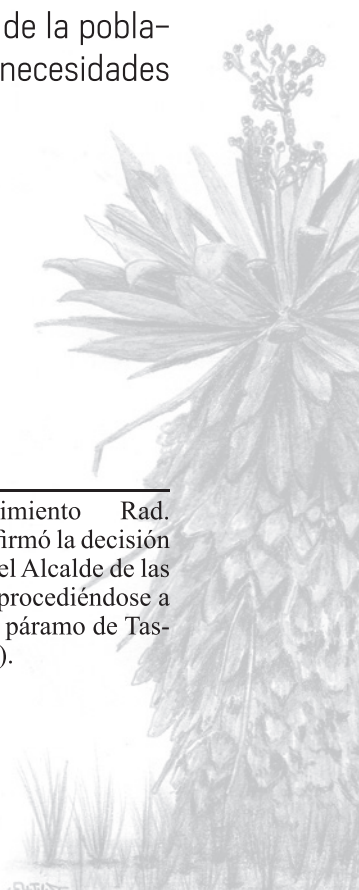 de la pobla–
necesidades
imiento Rad.
firmó la decisión
el Alcalde de las
procediéndose a
páramo de Tas-
).